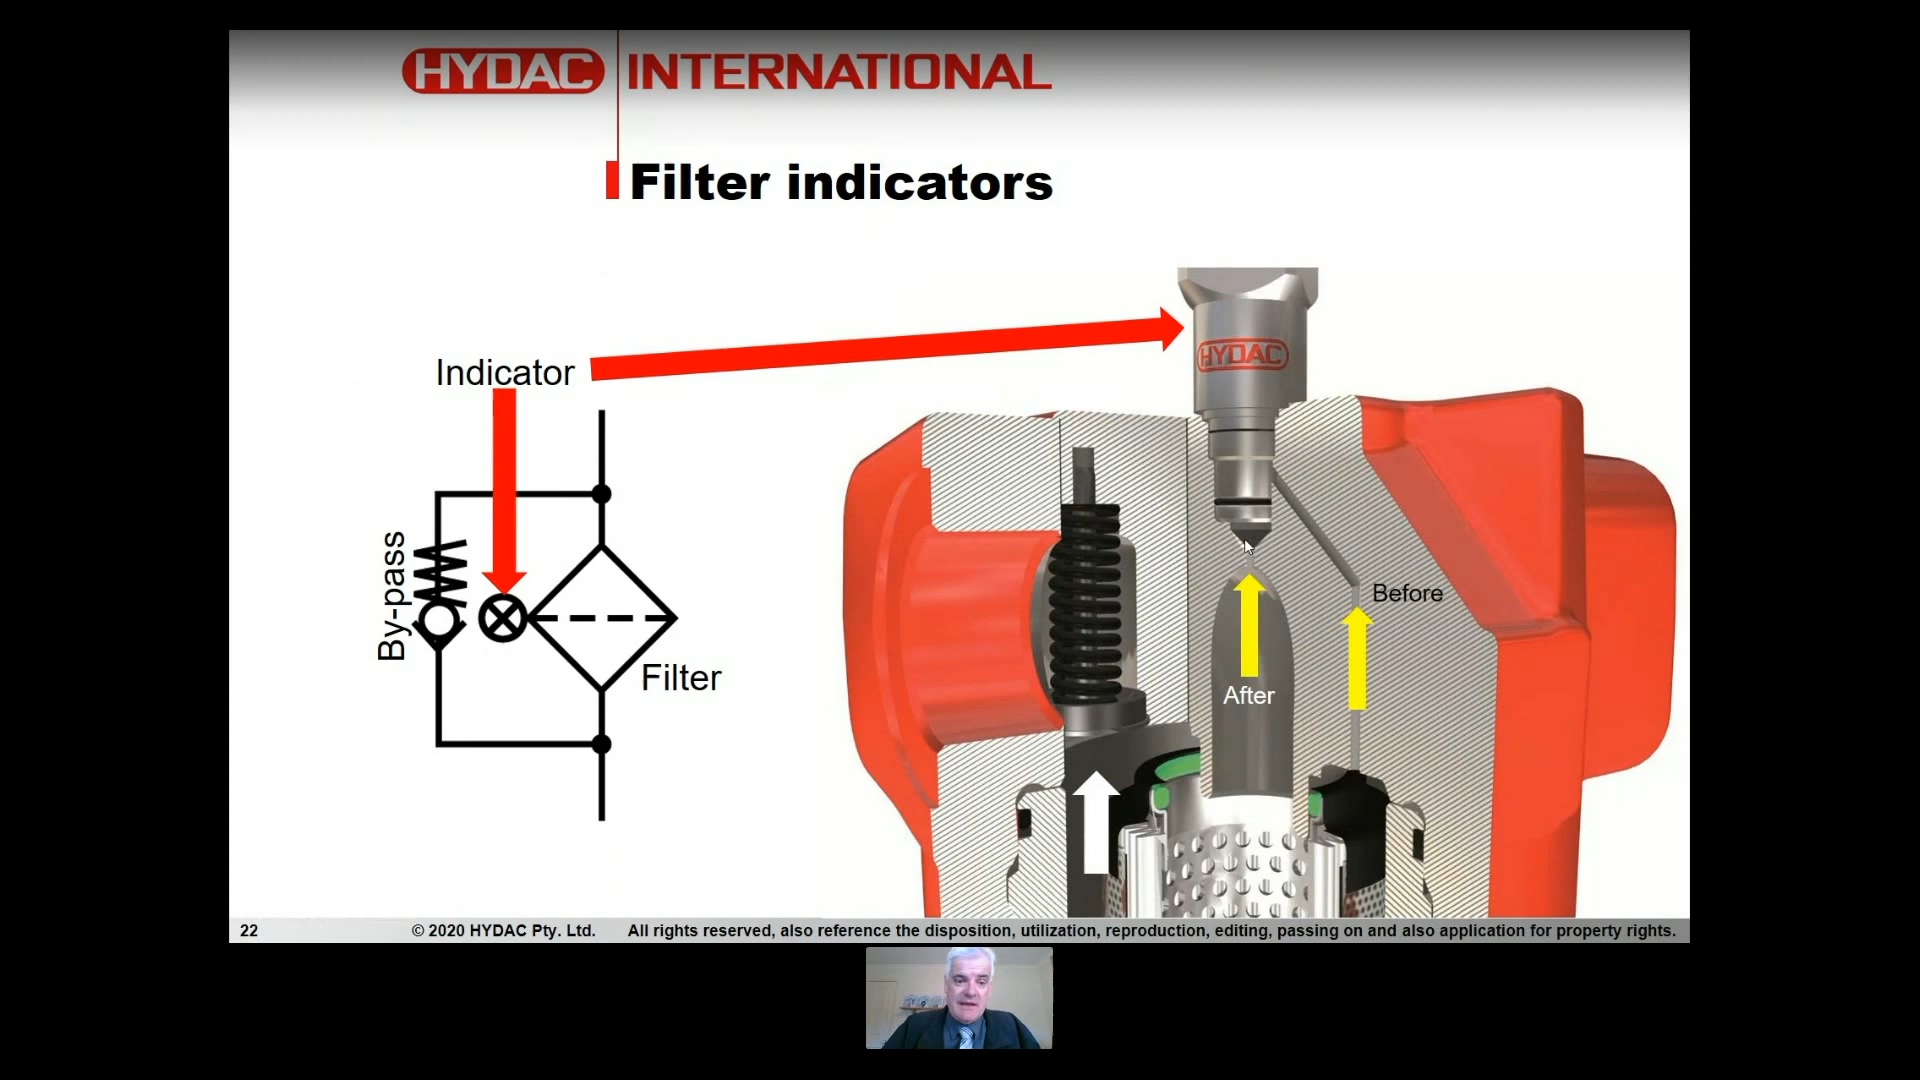 HYDAC INTERNATIONAL
Filter indicators
HYDAC
Indicator
By-pass
Before
Filter
After
22 © 2020 HYDAC Pty. Ltd. All rights reserved, also reference the disposition, utilization, reproduction, editing, passing on and also application for property rights.